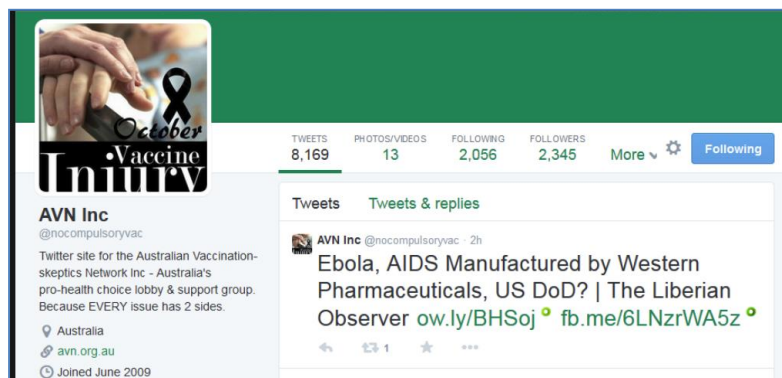 October
Vaccine
Injury
TWEETS
8,169
PHOTOS/VIDEOS
13
FOLLOWING
2,056
FOLLOWERS
2,345
More
Following
AVN Inc
@nocompulsoryvac
Twitter site for the Australian Vaccination-
skeptics Network Inc - Australia's
pro-health choice lobby & support group.
Because EVERY issue has 2 sides.
Australia
avn.org.au
Joined June 2009
Tweets Tweets & replies
AVN Inc @nocompulsoryvac · 2h
Ebola, AIDS Manufactured by Western
Pharmaceuticals, US DoD? | The Liberian
Observer ow.ly/BHSoj fb.me/6LNzrWA5z
1